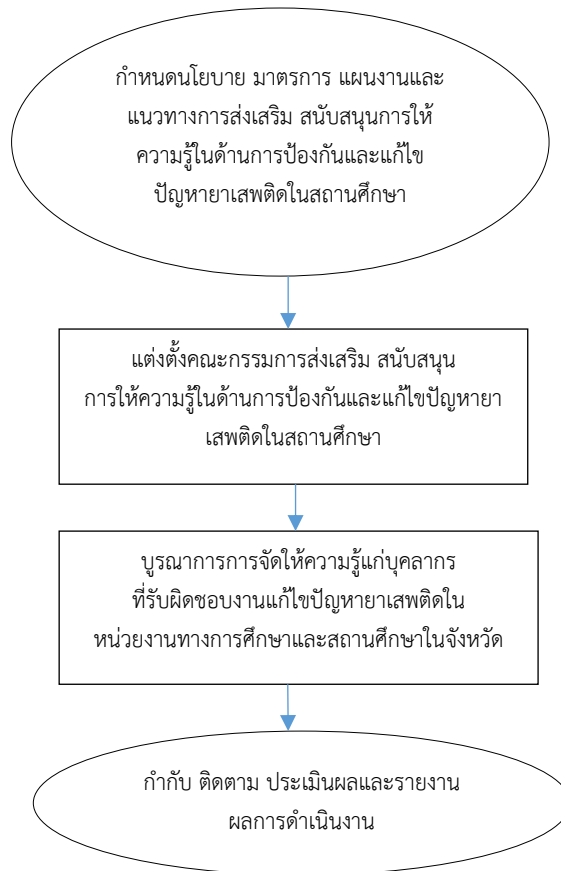 กำหนดนโยบาย มาตรการ แผนงานและ
แนวทางการส่งเสริม สนับสนุนการให้
ความรู้ในด้านการป้องกันและแก้ไข
ปัญหายาเสพติดในสถานศึกษา
แต่งตั้งคณะกรรมการส่งเสริม สนับสนุน
การให้ความรู้ในด้านการป้องกันและแก้ไขปัญหายา
เสพติดในสถานศึกษา
บูรณาการการจัดให้ความรู้แก่บุคลากร
ที่รับผิดชอบงานแก้ไขปัญหายาเสพติดใน
หน่วยงานทางการศึกษาและสถานศึกษาในจังหวัด
กำกับ ติดตาม ประเมินผลและรายงาน
ผลการดำเนินงาน